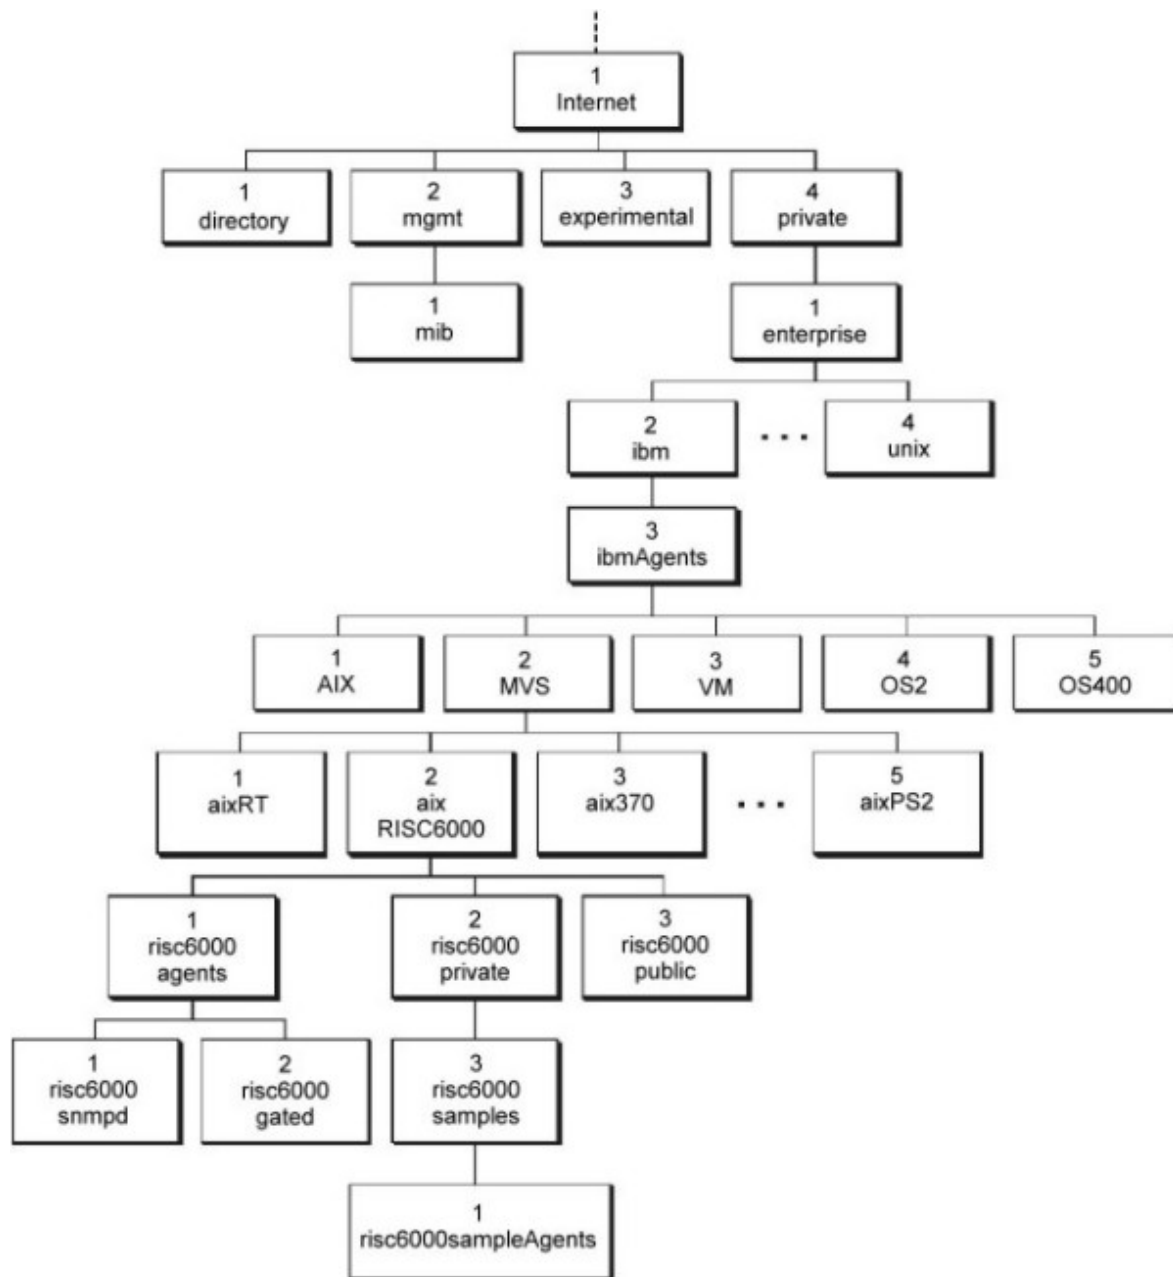 1
Internet
1
directory
2
mgmt
3
experimental
4
private
1
mib
1
enterprise
2
ibm
4
unix
3
ibmAgents
1
AIX
2
MVS
3
VM
4
OS2
5
OS400
1
aixRT
2
aix
RISC6000
3
aix370
5
aixPS2
1
risc6000
agents
2
risc6000
private
3
risc6000
public
1
risc6000
snmpd
2
risc6000
gated
3
risc6000
samples
1
risc6000sampleAgents